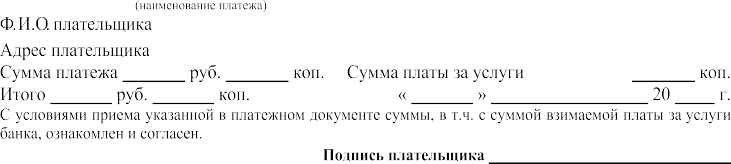 (наименование платежа)
Ф.И.О. плательщика
Адрес плательщика
Сумма платежа _______ руб. _______ коп. Сумма платы за услуги _______ коп.
Итого _______ руб. _______ коп. « _______ » _________________ 20 ____ г.
С условиями приема указанной в платежном документе суммы, в т.ч. с суммой взимаемой платы за услуги
банка, ознакомлен и согласен.
Подпись плательщика ___________________________